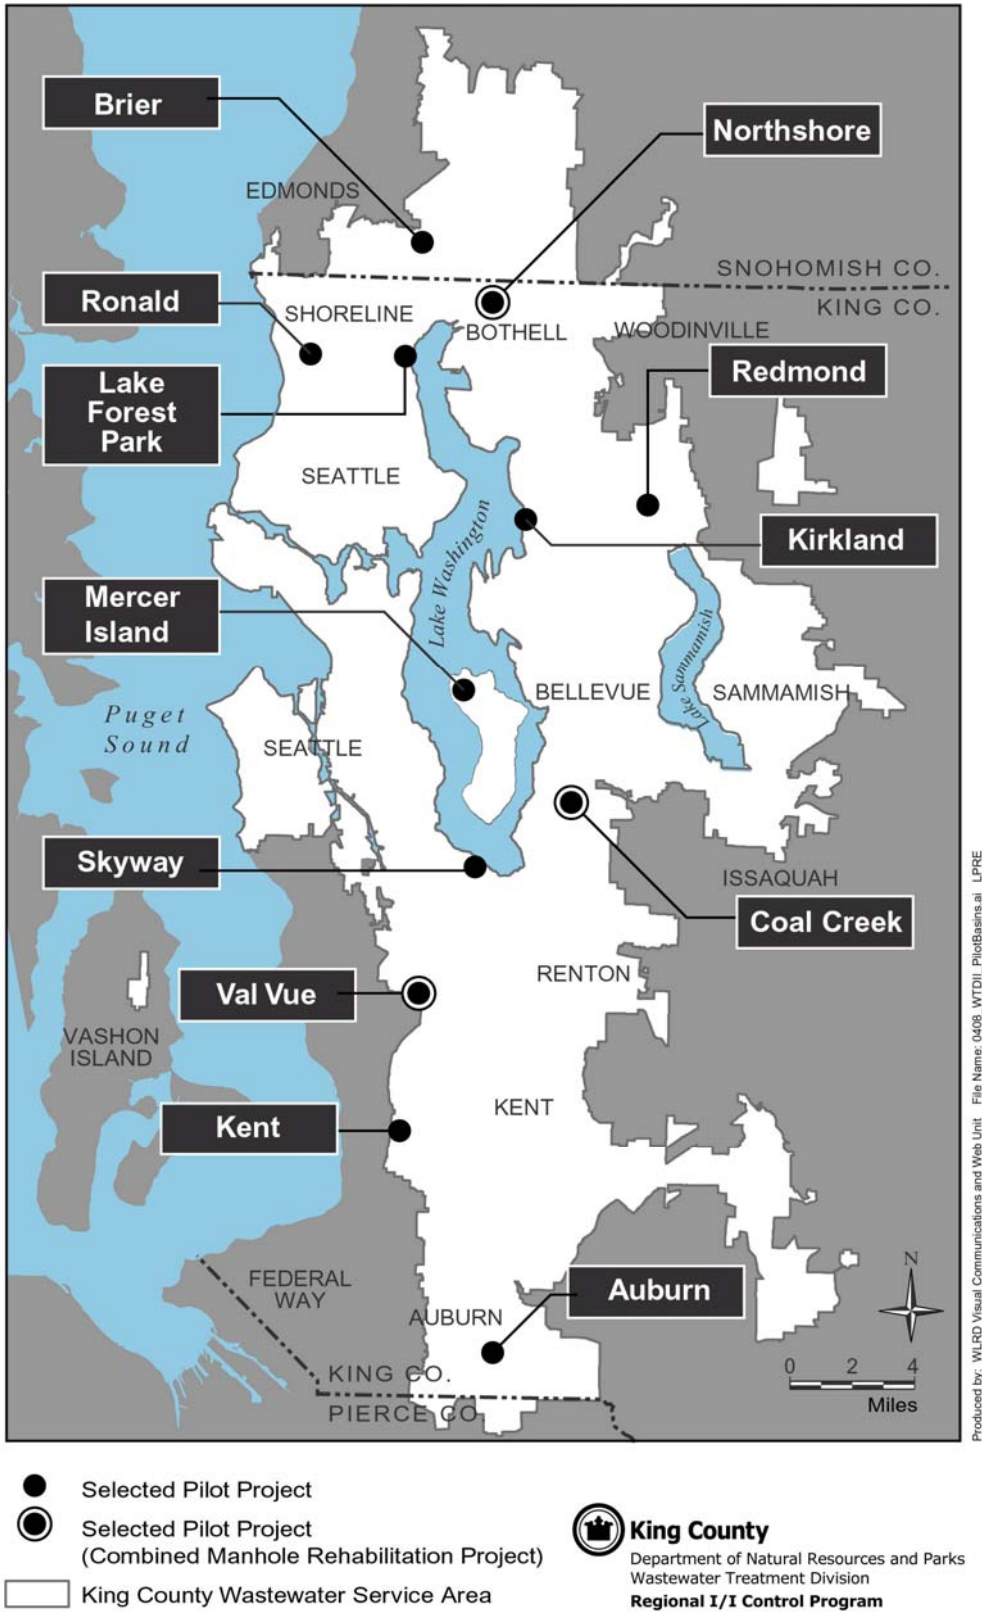 Brier
Northshore
EDMONDS
SNOHOMISH CO.
KING CO.
Ronald
SHORELINE
BOTHELL
WOODINVILLE
Redmond
Lake
Forest
Park
SEATTLE
Lake Washington
Kirkland
Mercer
Island
Lake Sammamish
BELLEVUE
SAMMAMISH
Puget
Sound
SEATTLE
Skyway
ISSAQUAH
Coal Creek
RENTON
Val Vue
VASHON
ISLAND
KENT
Kent
FEDERAL
WAY
Auburn
AUBURN
N
0 2 4
Miles
KING CO.
PIERCE CO.
Produced by: WLRD Visual Communications and Web Unit File Name: 0408 WTDII PilotBasins.ai LPRE
Selected Pilot Project
Selected Pilot Project
(Combined Manhole Rehabilitation Project)
King County Wastewater Service Area
King County
Department of Natural Resources and Parks
Wastewater Treatment Division
Regional I/I Control Program